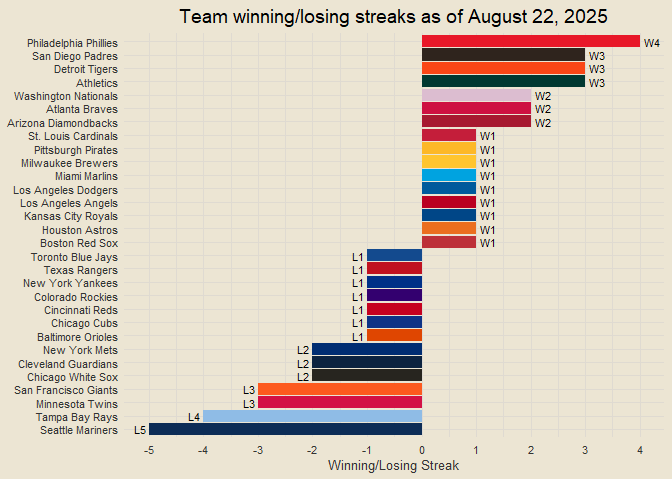 Team winning/losing streaks as of August 22, 2025
Philadelphia Phillies W4
San Diego Padres W3
Detroit Tigers W3
Athletics W3
Washington Nationals W2
Atlanta Braves W2
Arizona Diamondbacks W2
St. Louis Cardinals W1
Pittsburgh Pirates W1
Milwaukee Brewers W1
Miami Marlins W1
Los Angeles Dodgers W1
Los Angeles Angels W1
Kansas City Royals W1
Houston Astros W1
Boston Red Sox W1
Toronto Blue Jays L1
Texas Rangers L1
New York Yankees L1
Colorado Rockies L1
Cincinnati Reds L1
Chicago Cubs L1
Baltimore Orioles L1
New York Mets L2
Cleveland Guardians L2
Chicago White Sox L2
San Francisco Giants L3
Minnesota Twins L3
Tampa Bay Rays L4
Seattle Mariners L5
-5 -4 -3 -2 -1 0 1 2 3 4
Winning/Losing Streak